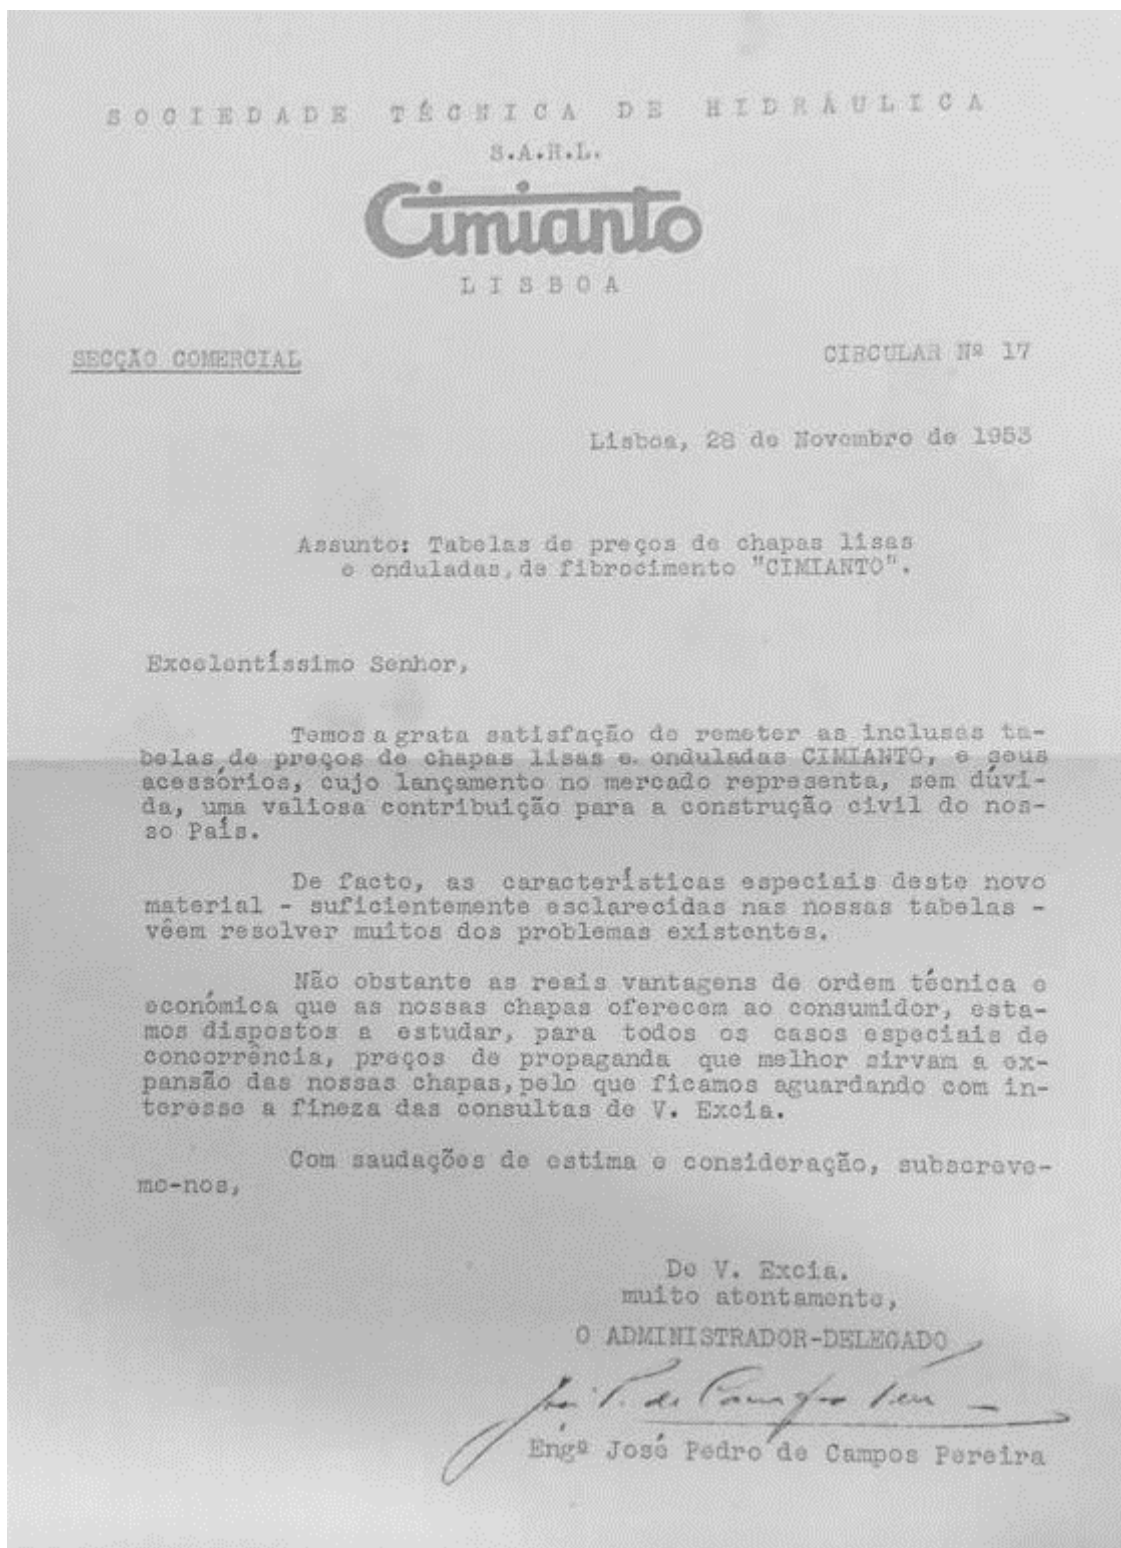 SOCIEDADE TÉCNICA DE HIDRÁULICA
S.A.R.L.
Cimianto
LISBOA
SECÇÃO COMERCIAL
CIRCULAR Nº 17
Lisboa, 28 de Novembro de 1953
Assunto: Tabelas de preços de chapas lisas
e onduladas, de fibrocimento "CIMIANTO".
Excelentíssimo Senhor,
Temos a grata satisfação de remeter as inclusas ta-
belas de preços de chapas lisas e onduladas CIMIANTO, e seus
acessórios, cujo lançamento no mercado representa, sem dúvi-
da, uma valiosa contribuição para a construção civil do nos-
so País.
De facto, as características especiais deste novo
material - suficientemente esclarecidas nas nossas tabelas -
vêem resolver muitos dos problemas existentes.
Não obstante as reais vantagens de ordem técnica e
económica que as nossas chapas oferecem ao consumidor, esta-
mos dispostos a estudar, para todos os casos especiais de
concorrência, preços de propaganda que melhor sirvam a ex-
pansão das nossas chapas, pelo que ficamos aguardando com in-
teresse a fineza das consultas de V. Excia.
Com saudações de estima e consideração, subscreve-
mo-nos,
De V. Excia.
muito atentamente,
O ADMINISTRADOR-DELEGADO
José P. de Campos Pereira
Engº José Pedro de Campos Pereira